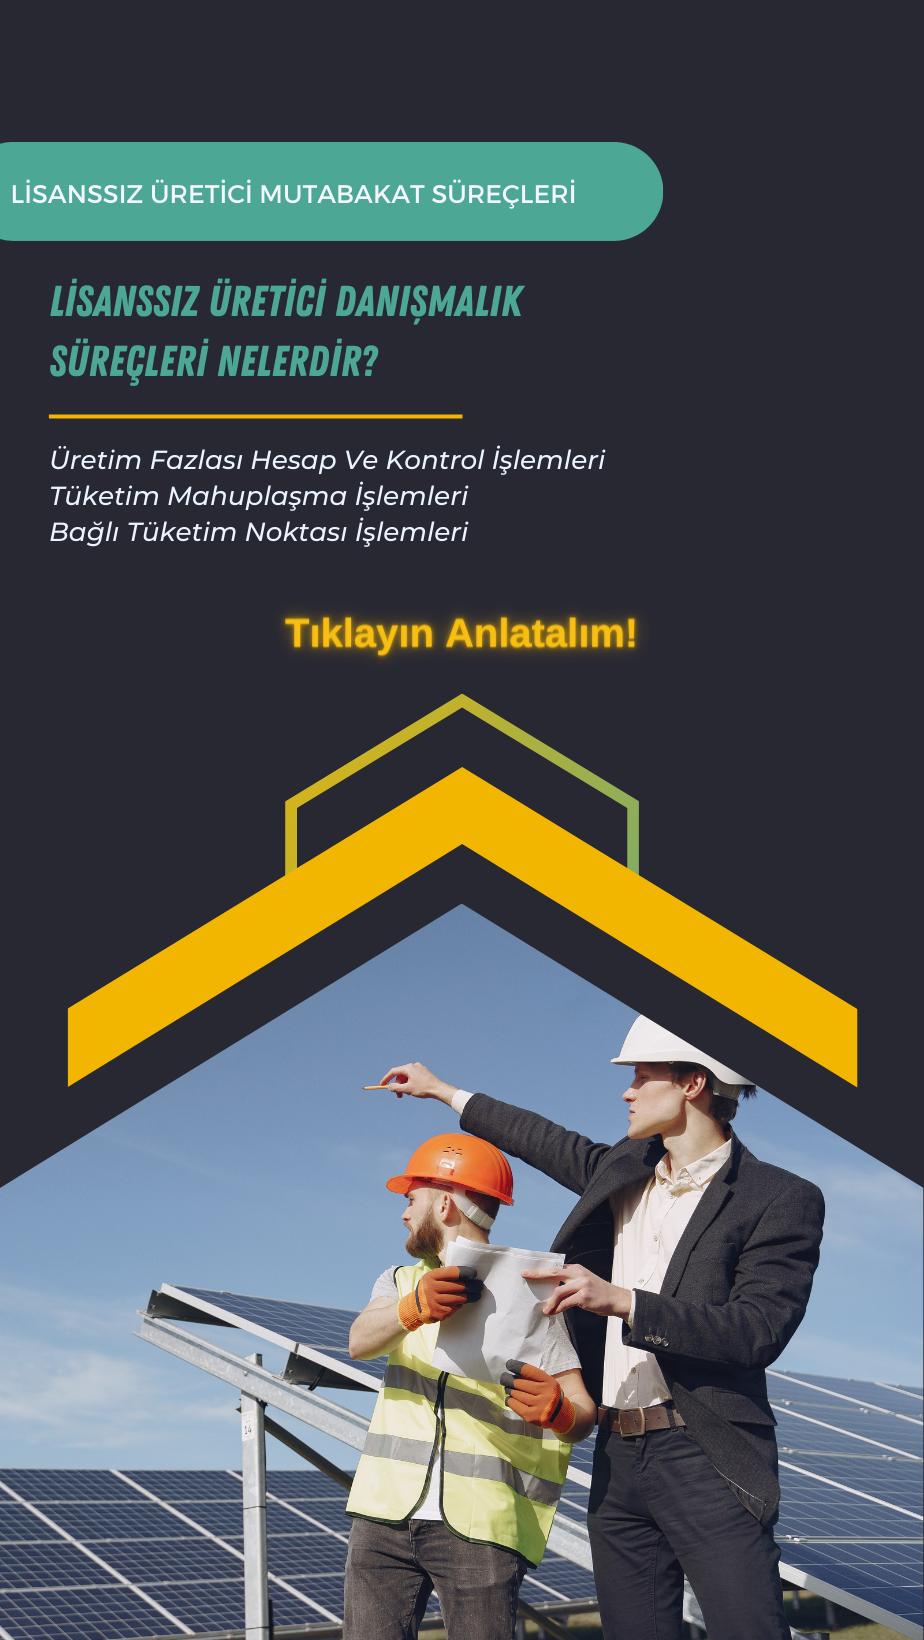 LİSANSSIZ ÜRETİCİ MUTABAKAT SÜREÇLERİ
LİSANSSIZ ÜRETİCİ DANIŞMALIK
SÜREÇLERİ NELERDİR?
Üretim Fazlası Hesap Ve Kontrol İşlemleri
Tüketim Mahuplaşma İşlemleri
Bağlı Tüketim Noktası İşlemleri
Tıklayın Anlatalım!
14